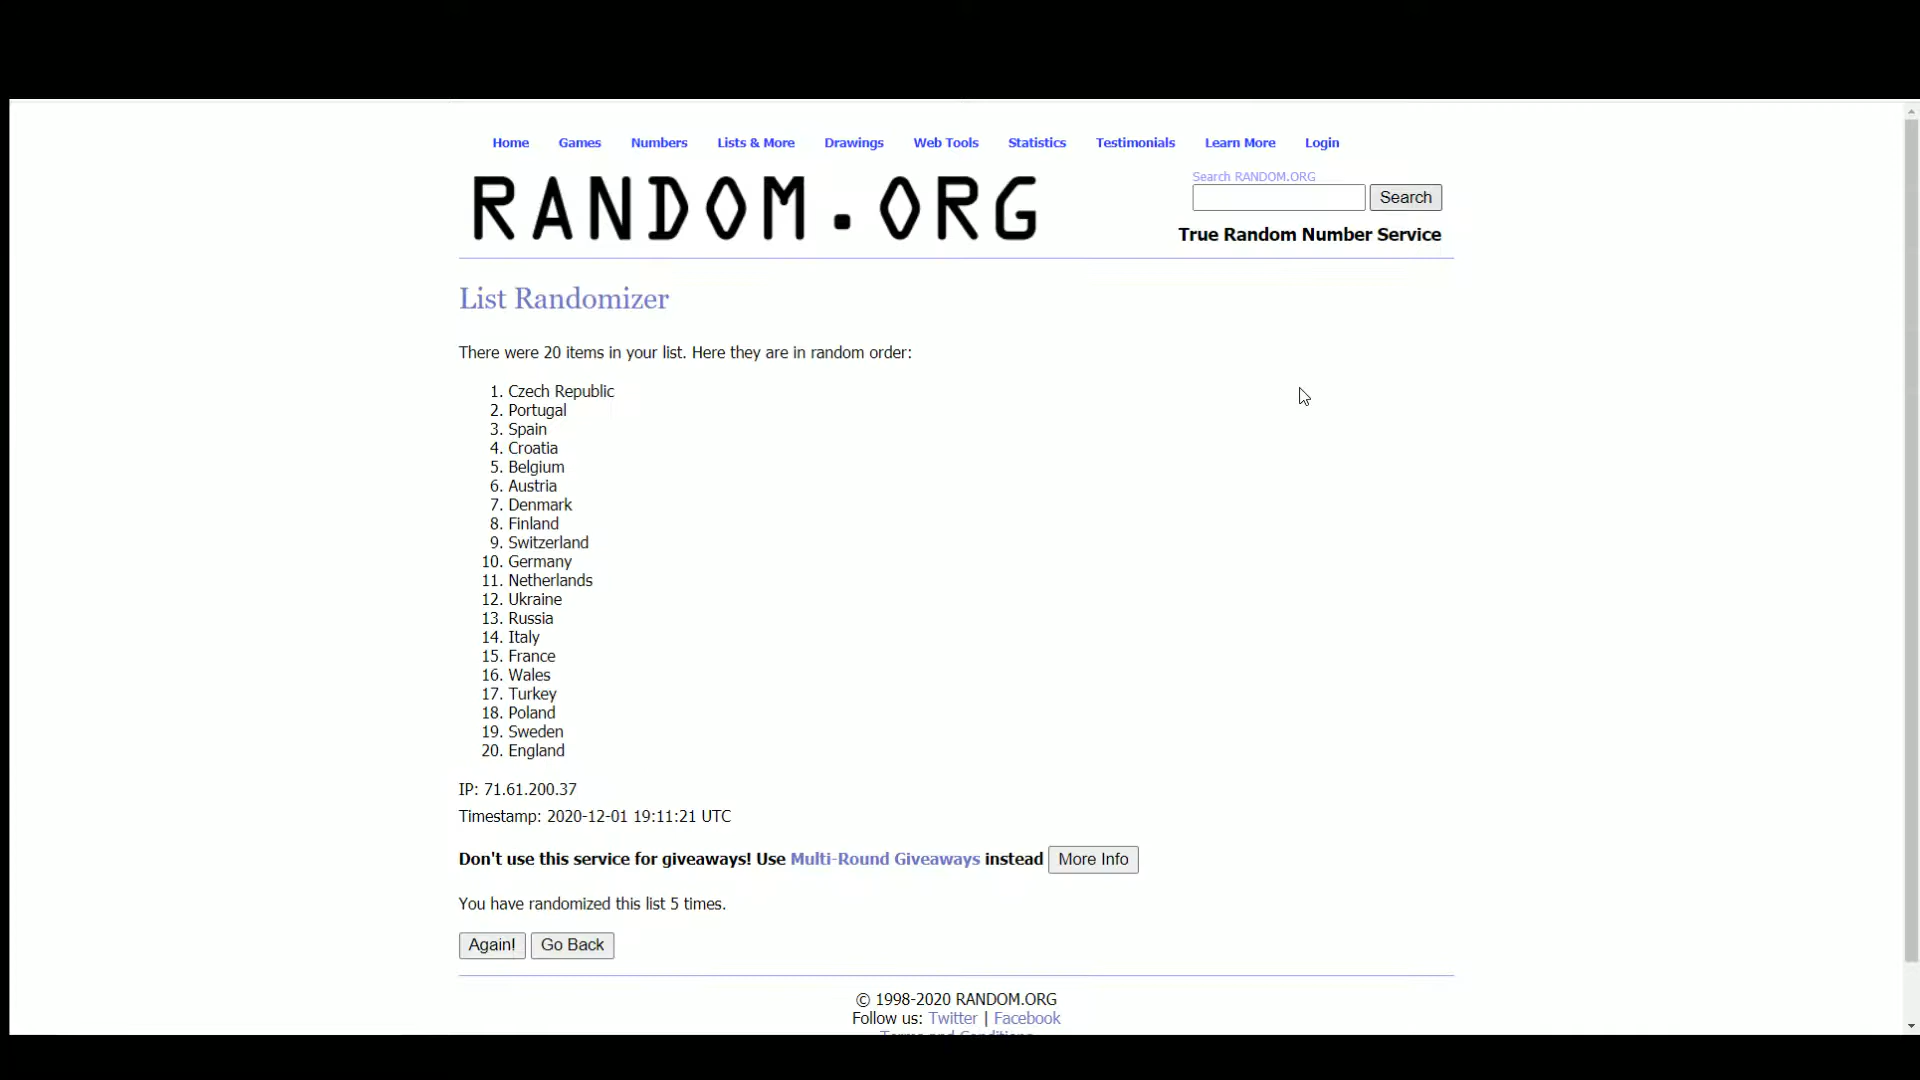 Home Games Numbers Lists & More Drawings Web Tools Statistics Testimonials Learn More Login
RANDOM.ORG
Search RANDOM.ORG
Search
True Random Number Service
List Randomizer
There were 20 items in your list. Here they are in random order:
1. Czech Republic
2. Portugal
3. Spain
4. Croatia
5. Belgium
6. Austria
7. Denmark
8. Finland
9. Switzerland
10. Germany
11. Netherlands
12. Ukraine
13. Russia
14. Italy
15. France
16. Wales
17. Turkey
18. Poland
19. Sweden
20. England
IP: 71.61.200.37
Timestamp: 2020-12-01 19:11:21 UTC
Don't use this service for giveaways! Use Multi-Round Giveaways instead More Info
You have randomized this list 5 times.
Again! Go Back
© 1998-2020 RANDOM.ORG
Follow us: Twitter | Facebook
Terms and Conditions